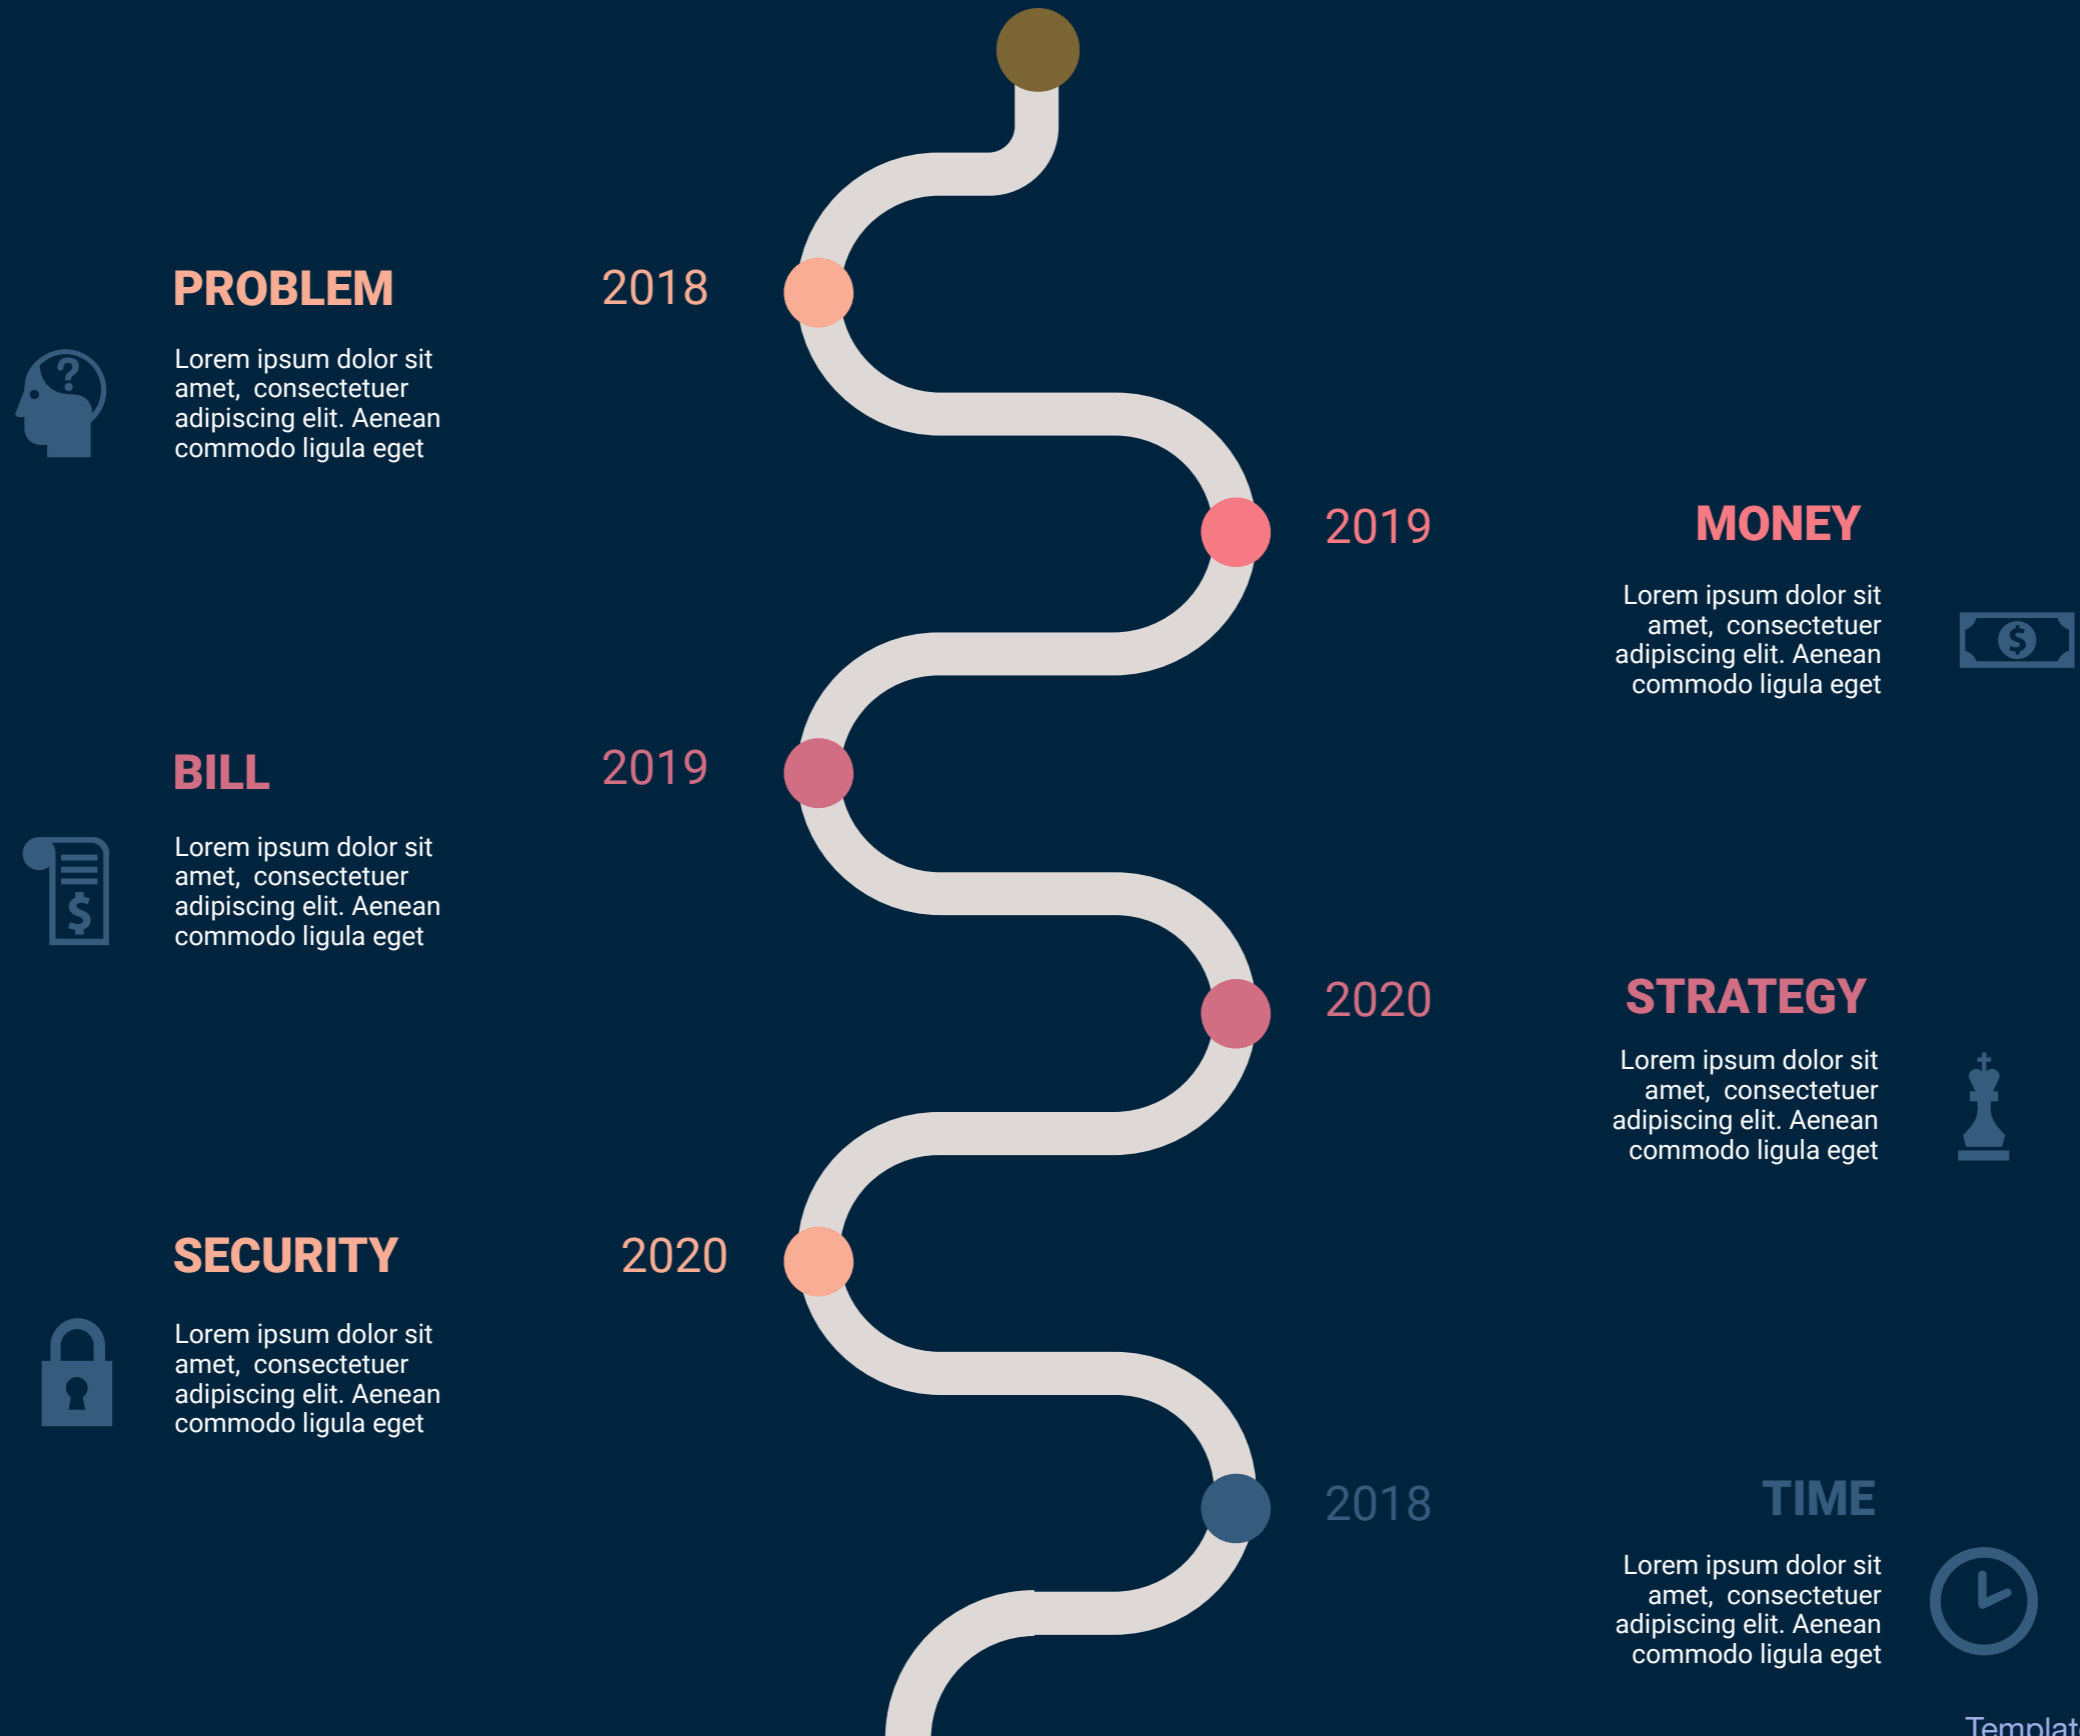 PROBLEM
2018
Lorem ipsum dolor sit
amet, consectetuer
adipiscing elit. Aenean
commodo ligula eget
2019
MONEY
Lorem ipsum dolor sit
amet, consectetuer
adipiscing elit. Aenean
commodo ligula eget
BILL
2019
Lorem ipsum dolor sit
amet, consectetuer
adipiscing elit. Aenean
commodo ligula eget
2020
STRATEGY
Lorem ipsum dolor sit
amet, consectetuer
adipiscing elit. Aenean
commodo ligula eget
SECURITY
2020
Lorem ipsum dolor sit
amet, consectetuer
adipiscing elit. Aenean
commodo ligula eget
2018
TIME
Lorem ipsum dolor sit
amet, consectetuer
adipiscing elit. Aenean
commodo ligula eget